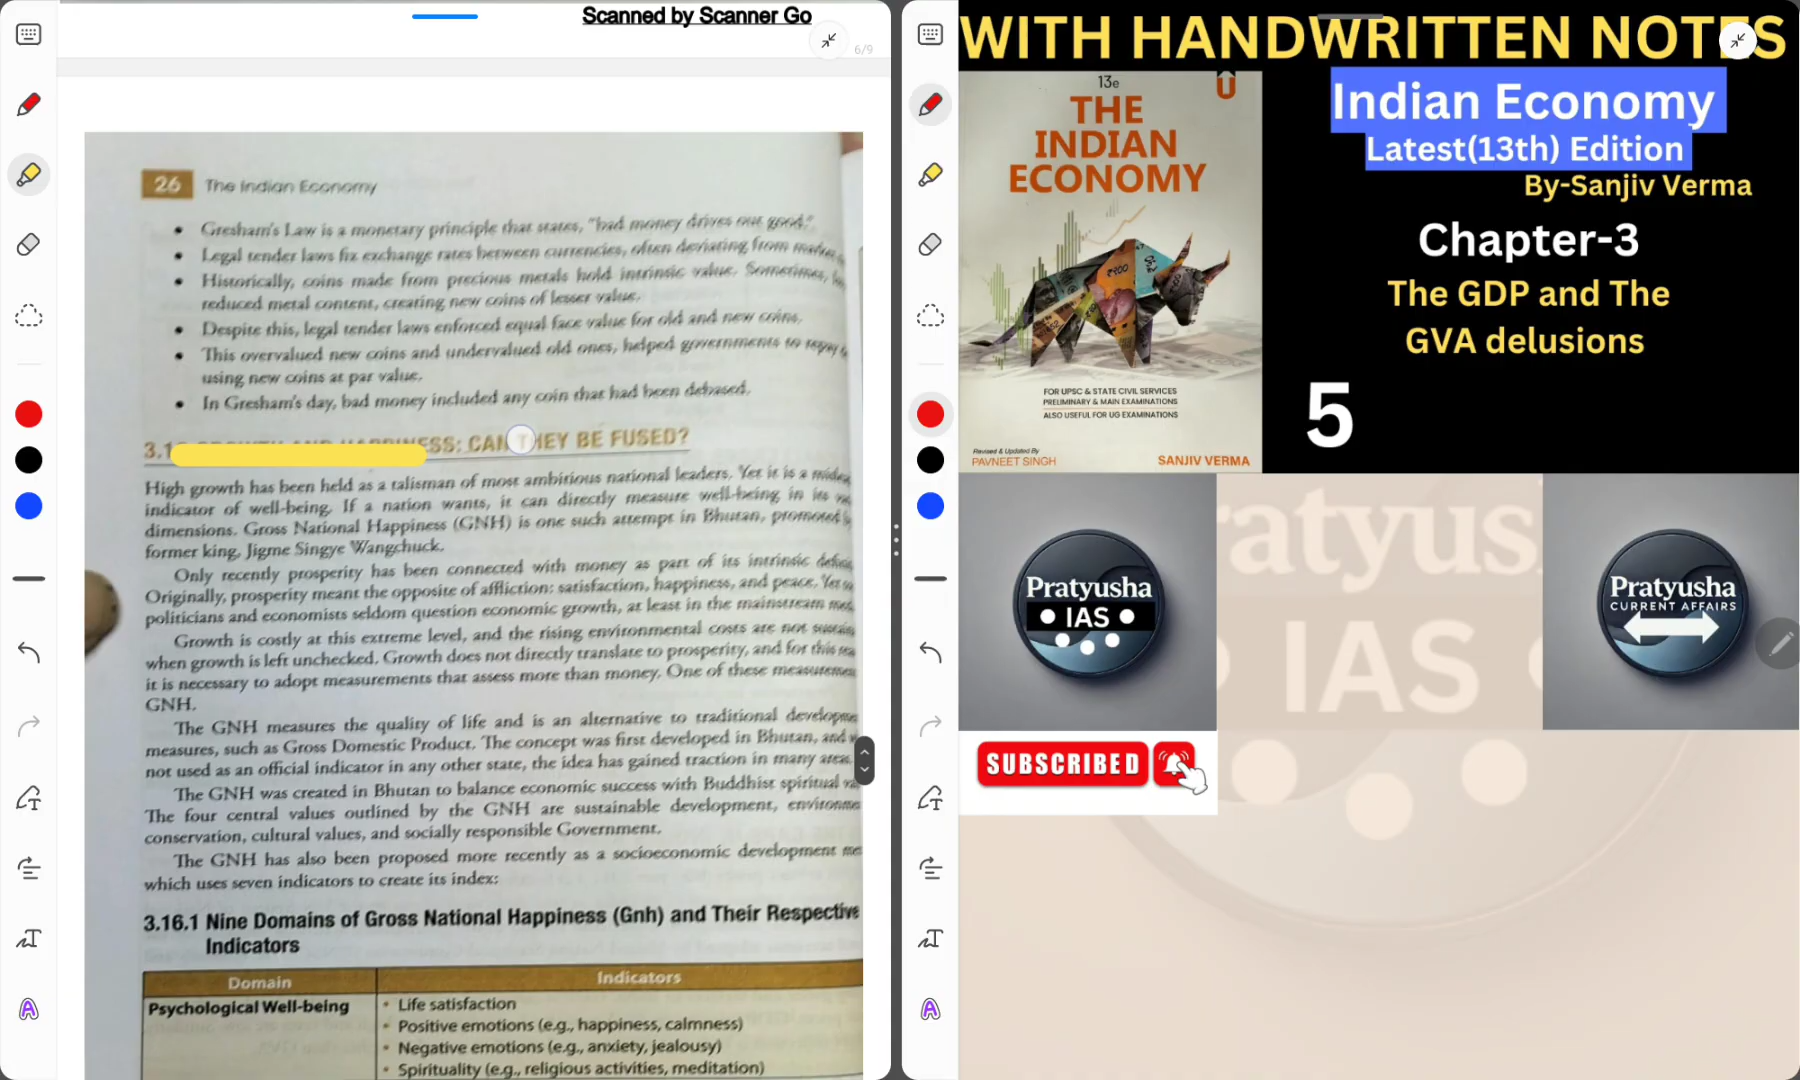 Scanned by Scanner Go
6/9
26 The Indian Economy
• Gresham's Law is a monetary principle that states, "bad money drives out good".
• Legal tender laws fix exchange rates between currencies, often deviating from
• Historically, coins made from precious metals hold intrinsic value. Sometimes,
reduced metal content, creating new coins of lesser value.
• Despite this, legal tender laws enforced equal face value for old and new coins.
• This overvalued new coins and undervalued old ones, helped governments to repay
using new coins at par value.
• In Gresham's day, bad money included any coin that had been debased.
GROWTH AND HAPPINESS: CAN THEY BE FUSED?
High growth has been held as a talisman of most ambitious national leaders. Yet it is a
indicator of well-being. If a nation wants, it can directly measure well-being in its
dimensions. Gross National Happiness (GNH) is one such attempt in Bhutan, promoted
former king, Jigme Singye Wangchuck.
Only recently prosperity has been connected with money as part of its intrinsic
Originally, prosperity meant the opposite of affliction: satisfaction, happiness, and peace. Yet
politicians and economists seldom question economic growth, at least in the mainstream
Growth is costly at this extreme level, and the rising environmental costs are not
when growth is left unchecked. Growth does not directly translate to prosperity, and for this
it is necessary to adopt measurements that assess more than money. One of these
GNH.
The GNH measures the quality of life and is an alternative to traditional
measures, such as Gross Domestic Product. The concept was first developed in Bhutan, and
not used as an official indicator in any other state, the idea has gained traction in many areas.
The GNH was created in Bhutan to balance economic success with Buddhist spiritual
The four central values outlined by the GNH are sustainable development,
conservation, cultural values, and socially responsible Government.
The GNH has also been proposed more recently as a socioeconomic development
which uses seven indicators to create its index:
3.16.1 Nine Domains of Gross National Happiness (Gnh) and Their Respective
Indicators
Domain Indicators
Psychological Well-being • Life satisfaction
• Positive emotions (e.g., happiness, calmness)
• Negative emotions (e.g., anxiety, jealousy)
• Spirituality (e.g., religious activities, meditation)
WITH HANDWRITTEN NOTES
13e
THE
INDIAN
ECONOMY
₹200
FOR UPSC & STATE CIVIL SERVICES
PRELIMINARY & MAIN EXAMINATIONS
ALSO USEFUL FOR UG EXAMINATIONS
Revised & Updated By
PAVNEET SINGH
SANJIV VERMA
Indian Economy
Latest(13th) Edition
By-Sanjiv Verma
Chapter-3
The GDP and The
GVA delusions
5
Pratyusha
IAS
ratyush
IAS
Pratyusha
CURRENT AFFAIRS
SUBSCRIBED